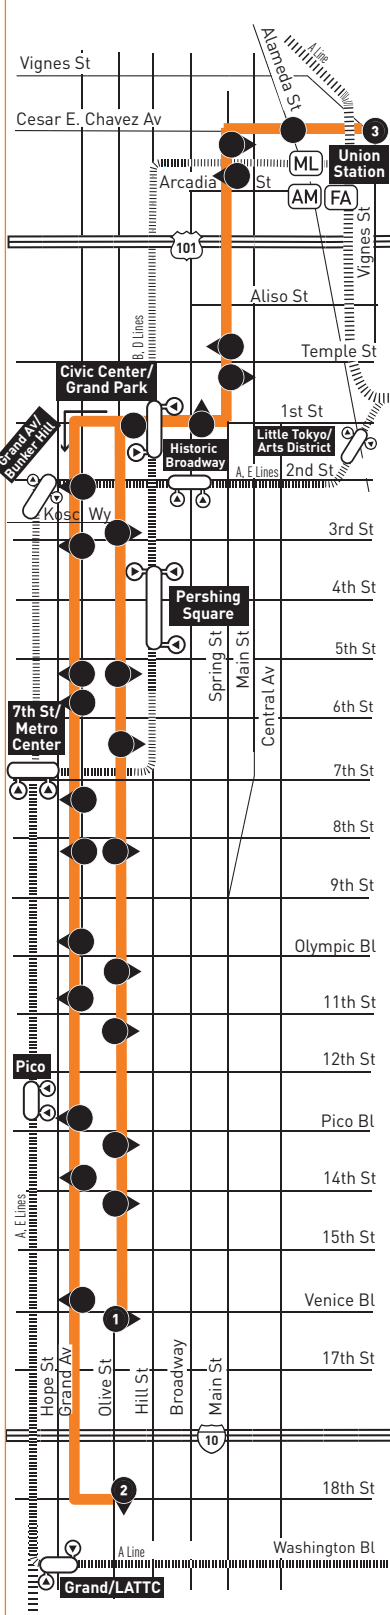 Vignes St
Alameda St
A Line
Cesar E. Chavez Av
3
Union
Station
ML
Arcadia St
AM
FA
Vignes St
101
B, D Lines
Aliso St
Temple St
Civic Center/
Grand Park
Grand Av/
Bunker Hill
1st St
Historic
Broadway
Little Tokyo/
Arts District
A, E Lines
2nd St
Kosc. Wy
3rd St
4th St
Pershing
Square
5th St
Spring St
Main St
Central Av
6th St
7th St/
Metro
Center
7th St
8th St
9th St
Olympic Bl
11th St
12th St
Pico
Pico Bl
14th St
A, E Lines
15th St
Venice Bl
1
17th St
Hope St
Grand Av
Olive St
Hill St
Broadway
Main St
10
2
18th St
A Line
Washington Bl
Grand/LATTC